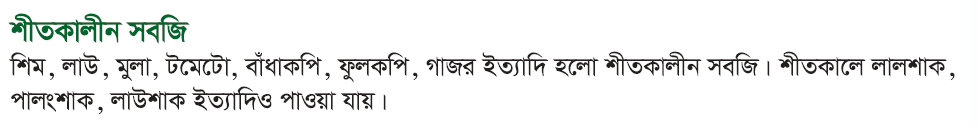 শীতকালীন সবজি
শিম, লাউ, মুলা, টমেটো, বাঁধাকপি, ফুলকপি, গাজর ইত্যাদি হলো শীতকালীন সবজি। শীতকালে লালশাক,
পালংশাক, লাউশাক ইত্যাদিও পাওয়া যায়।